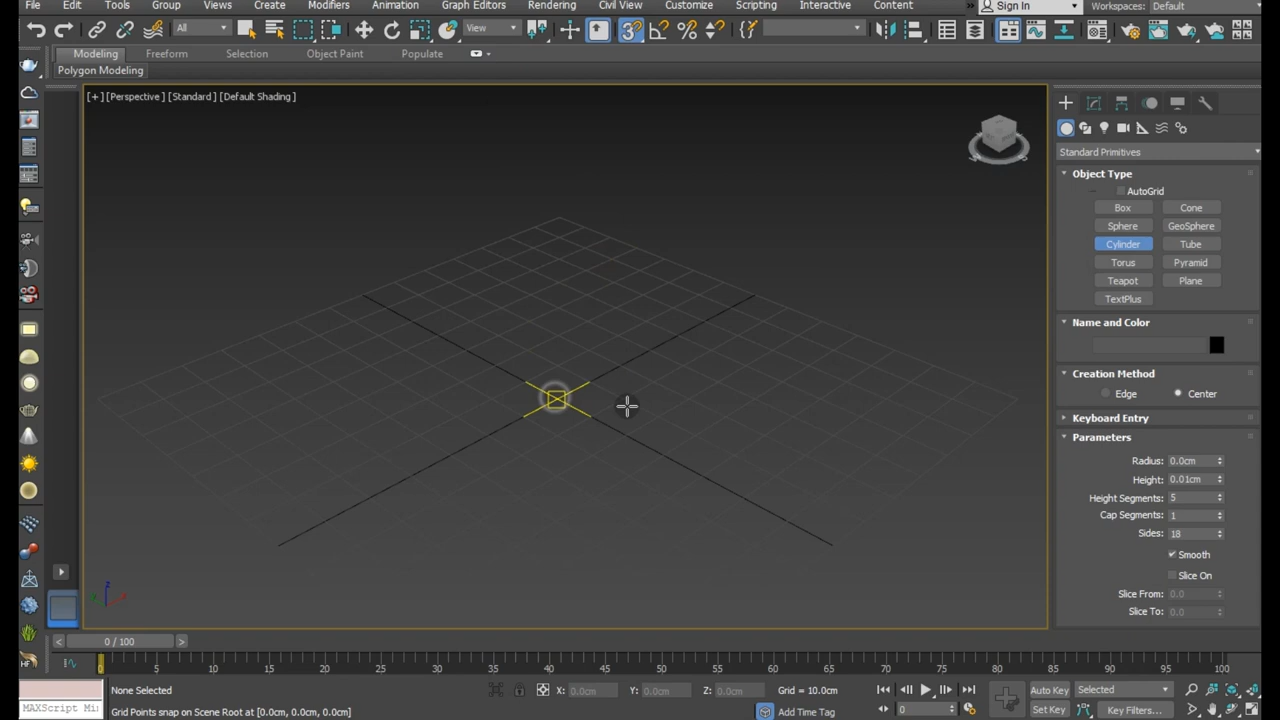 File Edit Tools Group Views Create Modifiers Animation Graph Editors Rendering Civil View Customize Scripting Interactive Content Sign In Workspaces: Default
All View
Modeling Freeform Selection Object Paint Populate
Polygon Modeling
[+] [Perspective] [Standard] [Default Shading]
Standard Primitives
Object Type
AutoGrid
Box Cone
Sphere GeoSphere
Cylinder Tube
Torus Pyramid
Teapot Plane
TextPlus
Name and Color
Creation Method
Edge Center
Keyboard Entry
Parameters
Radius: 0.0cm
Height: 0.01cm
Height Segments: 5
Cap Segments: 1
Sides: 18
Smooth
Slice On
Slice From: 0.0
Slice To: 0.0
z
x
HF
< 0 / 100 >
0 5 10 15 20 25 30 35 40 45 50 55 60 65 70 75 80 85 90 95 100
None Selected X: 0.0cm Y: 0.0cm Z: 0.0cm Grid = 10.0cm Auto Key Selected
MAXScript Mi Grid Points snap on Scene Root at [0.0cm, 0.0cm, 0.0cm] Add Time Tag 0 Set Key Key Filters...